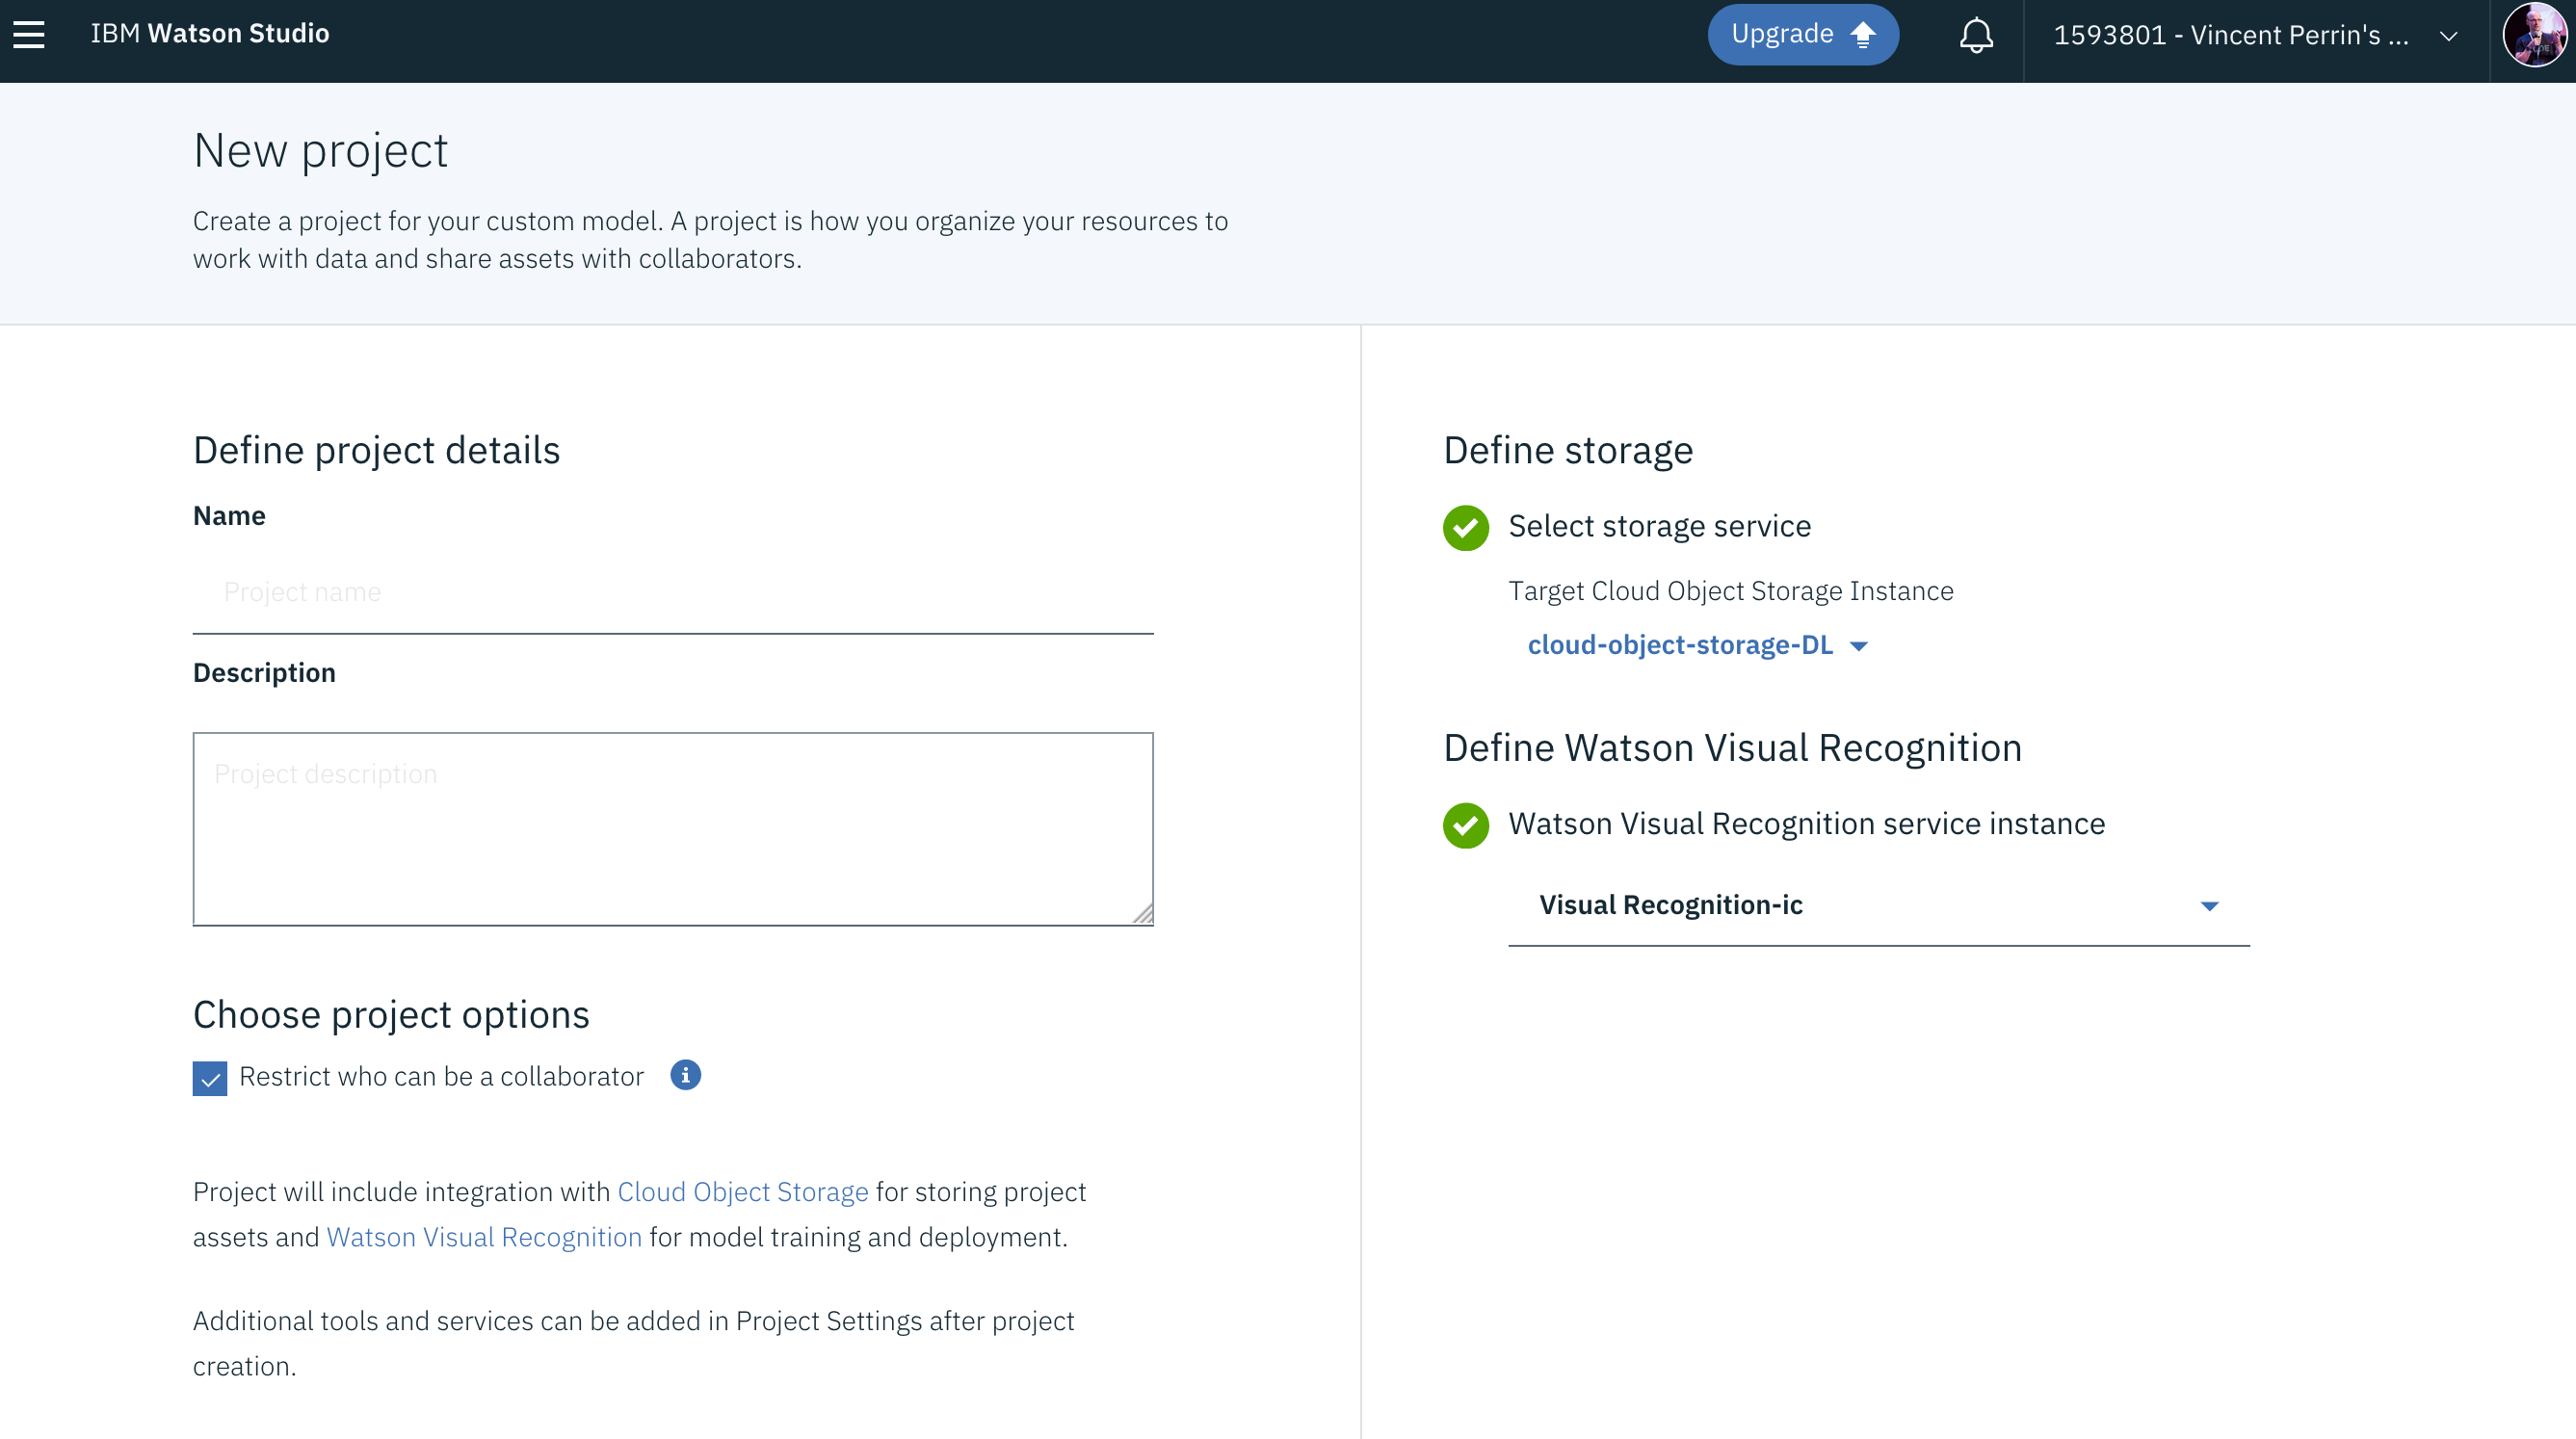 IBM Watson Studio
Upgrade
1593801 - Vincent Perrin's ...
New project
Create a project for your custom model. A project is how you organize your resources to
work with data and share assets with collaborators.
Define project details
Name
Project name
Description
Project description
Choose project options
Restrict who can be a collaborator
Project will include integration with Cloud Object Storage for storing project
assets and Watson Visual Recognition for model training and deployment.
Additional tools and services can be added in Project Settings after project
creation.
Define storage
Select storage service
Target Cloud Object Storage Instance
cloud-object-storage-DL
Define Watson Visual Recognition
Watson Visual Recognition service instance
Visual Recognition-ic